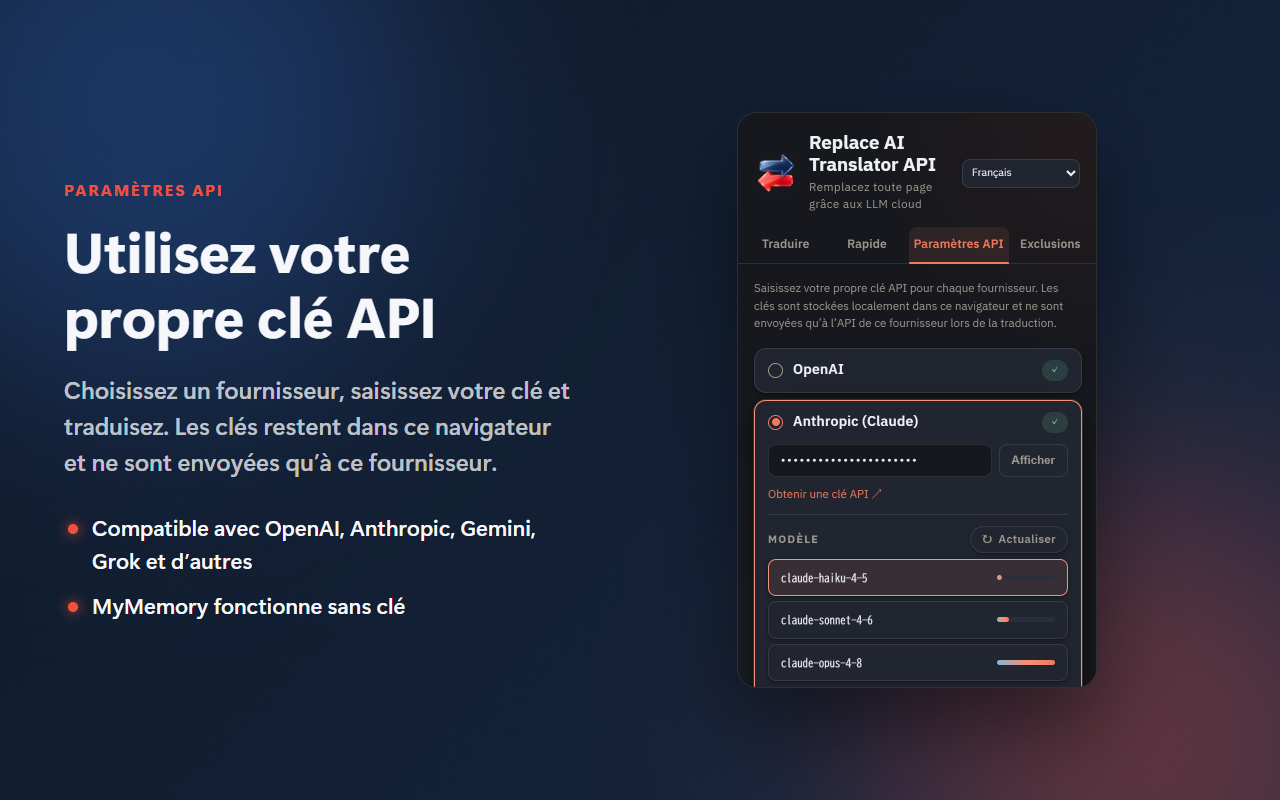 PARAMÈTRES API
Utilisez votre
propre clé API
Choisissez un fournisseur, saisissez votre clé et
traduisez. Les clés restent dans ce navigateur
et ne sont envoyées qu’à ce fournisseur.
Compatible avec OpenAI, Anthropic, Gemini,
Grok et d’autres
MyMemory fonctionne sans clé
Replace AI
Translator API
Remplacez toute page
grâce aux LLM cloud
Français
Traduire
Rapide
Paramètres API
Exclusions
Saisissez votre propre clé API pour chaque fournisseur. Les
clés sont stockées localement dans ce navigateur et ne sont
envoyées qu’à l’API de ce fournisseur lors de la traduction.
OpenAI ✓
Anthropic (Claude) ✓
•••••••••••••••••••••• Afficher
Obtenir une clé API ↗
MODÈLE ↻ Actualiser
claude-haiku-4-5
claude-sonnet-4-6
claude-opus-4-8